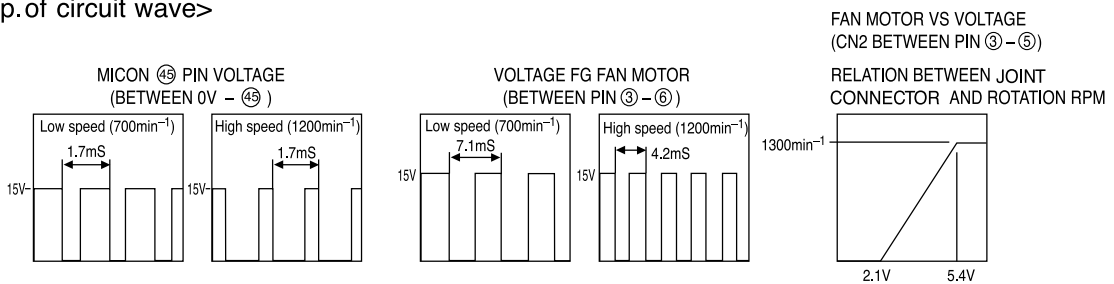 p.of circuit wave>
MICON ㊺ PIN VOLTAGE
(BETWEEN 0V – ㊺ )
Low speed (700min–1)
1.7mS
15V
High speed (1200min–1)
1.7mS
15V
VOLTAGE FG FAN MOTOR
(BETWEEN PIN ③ – ⑥ )
Low speed (700min–1)
7.1mS
15V
High speed (1200min–1)
4.2mS
15V
FAN MOTOR VS VOLTAGE
(CN2 BETWEEN PIN ③ – ⑤)
RELATION BETWEEN JOINT
CONNECTOR AND ROTATION RPM
1300min–1
2.1V 5.4V